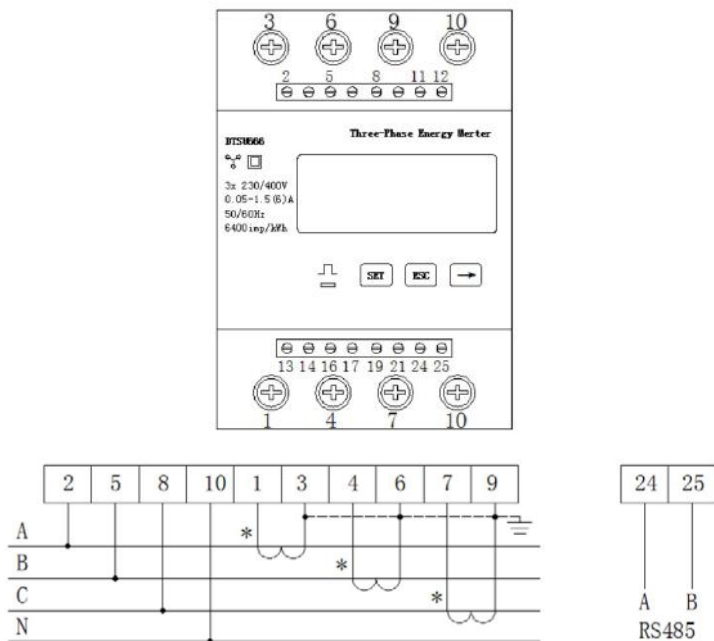 3 6 9 10
2 5 8 11 12
DTSU666
Three-Phase Energy Merter
3x 230/400V
0.05-1.5(6)A
50/60Hz
6400imp/kWh
SET ESC →
13 14 16 17 19 21 24 25
1 4 7 10
2 5 8 10 1 3 4 6 7 9
24 25
A *
B *
C *
N
A B
RS485